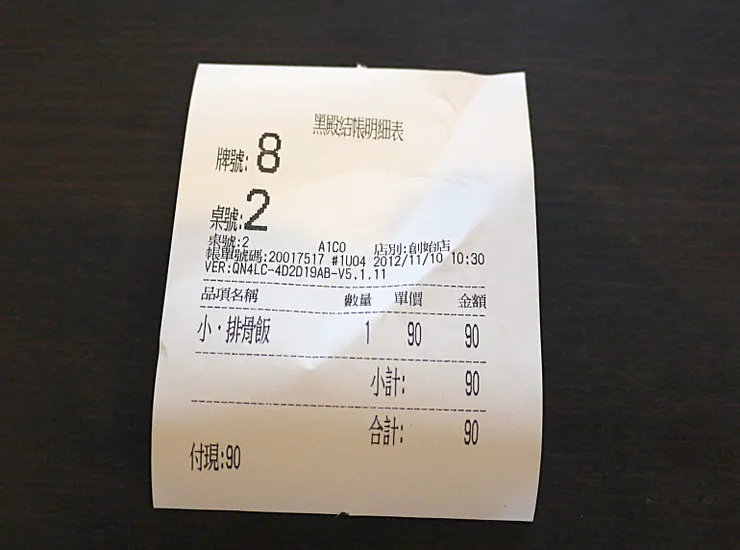 黑殿結帳明細表
牌號: 8
桌號:2
桌號:2 A1C0 店別:創始店
帳單號碼:20017517 #1U04 2012/11/10 10:30
VER:QN4LC-4D2D19AB-V5.1.11
品項名稱 數量 單價 金額
小·排骨飯 1 90 90
小計: 90
合計: 90
付現:90